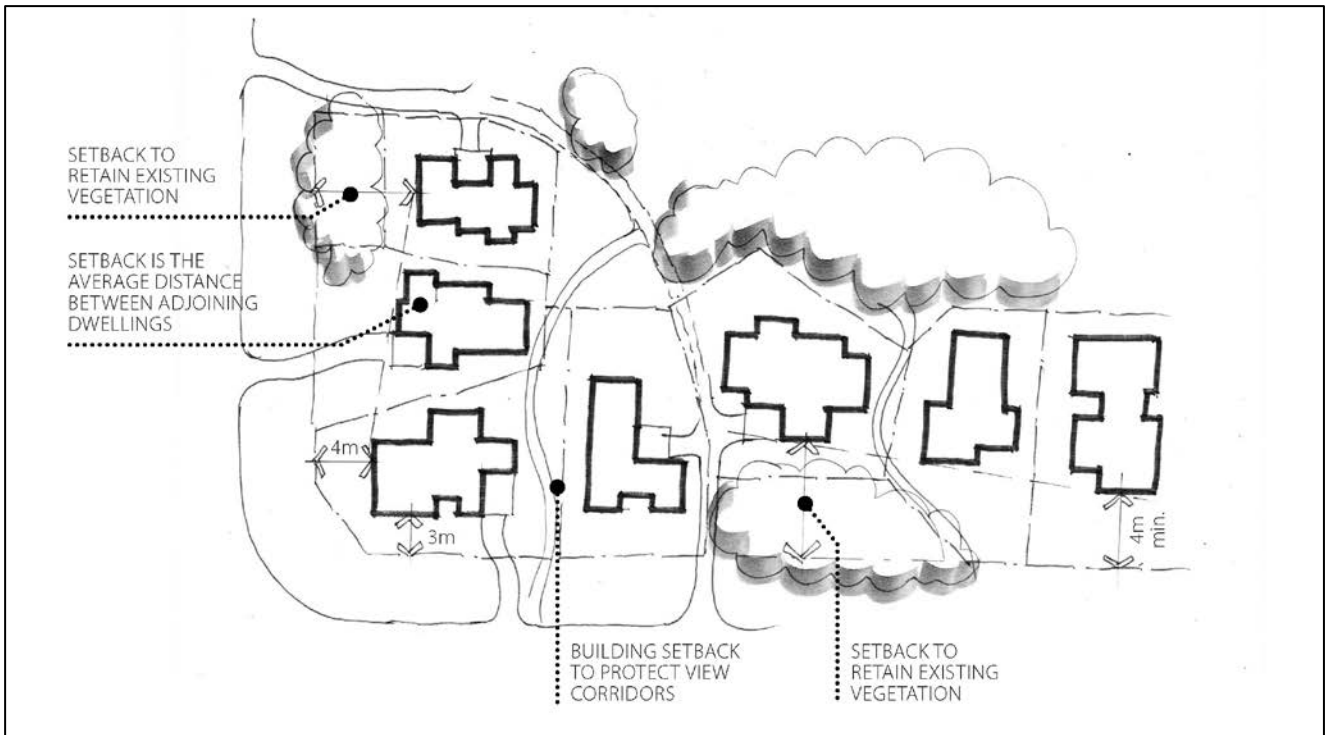 SETBACK TO
RETAIN EXISTING
VEGETATION
SETBACK IS THE
AVERAGE DISTANCE
BETWEEN ADJOINING
DWELLINGS
4m
3m
4m
min.
BUILDING SETBACK
TO PROTECT VIEW
CORRIDORS
SETBACK TO
RETAIN EXISTING
VEGETATION